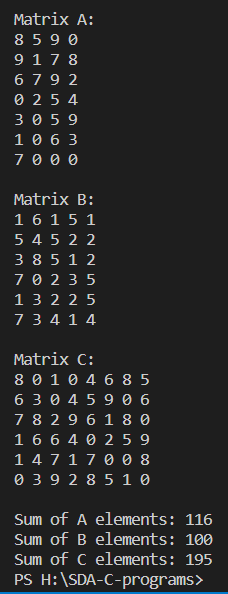 Matrix A:
8 5 9 0
9 1 7 8
6 7 9 2
0 2 5 4
3 0 5 9
1 0 6 3
7 0 0 0
Matrix B:
1 6 1 5 1
5 4 5 2 2
3 8 5 1 2
7 0 2 3 5
1 3 2 2 5
7 3 4 1 4
Matrix C:
8 0 1 0 4 6 8 5
6 3 0 4 5 9 0 6
7 8 2 9 6 1 8 0
1 6 6 4 0 2 5 9
1 4 7 1 7 0 0 8
0 3 9 2 8 5 1 0
Sum of A elements: 116
Sum of B elements: 100
Sum of C elements: 195
PS H:\SDA-C-programs>